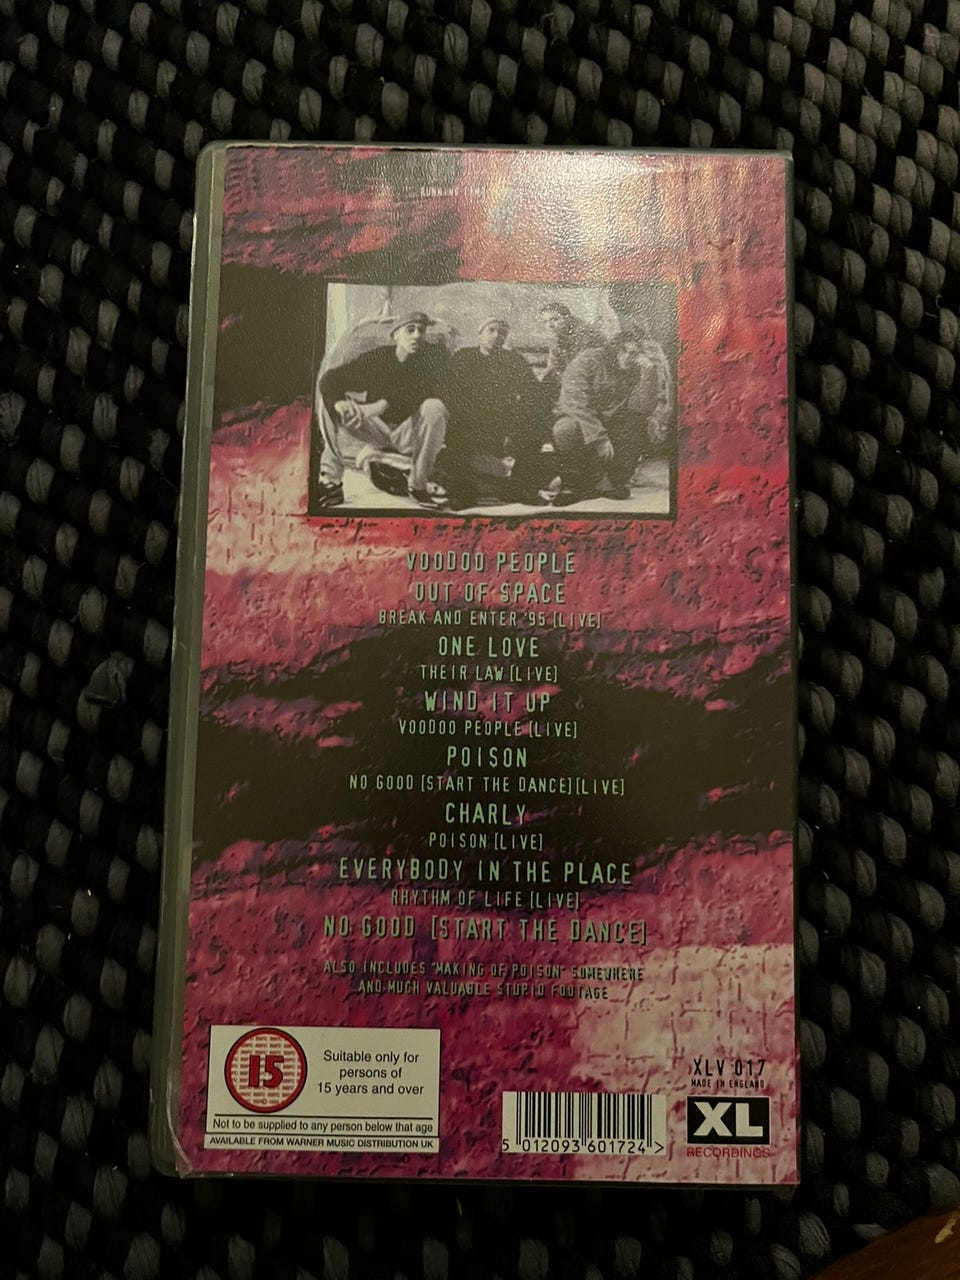 RUNNING TIME
VOODOO PEOPLE
OUT OF SPACE
BREAK AND ENTER '95 [LIVE]
ONE LOVE
THEIR LAW [LIVE]
WIND IT UP
VOODOO PEOPLE [LIVE]
POISON
NO GOOD [START THE DANCE] [LIVE]
CHARLY
POISON [LIVE]
EVERYBODY IN THE PLACE
RHYTHM OF LIFE [LIVE]
NO GOOD [START THE DANCE]
ALSO INCLUDES "MAKING OF POISON" SOMEWHERE
AND MUCH VALUABLE STUPID FOOTAGE
15
Suitable only for
persons of
15 years and over
Not to be supplied to any person below that age
AVAILABLE FROM WARNER MUSIC DISTRIBUTION UK
5 012093 601724 >
XLV 017
MADE IN ENGLAND
XL
RECORDINGS